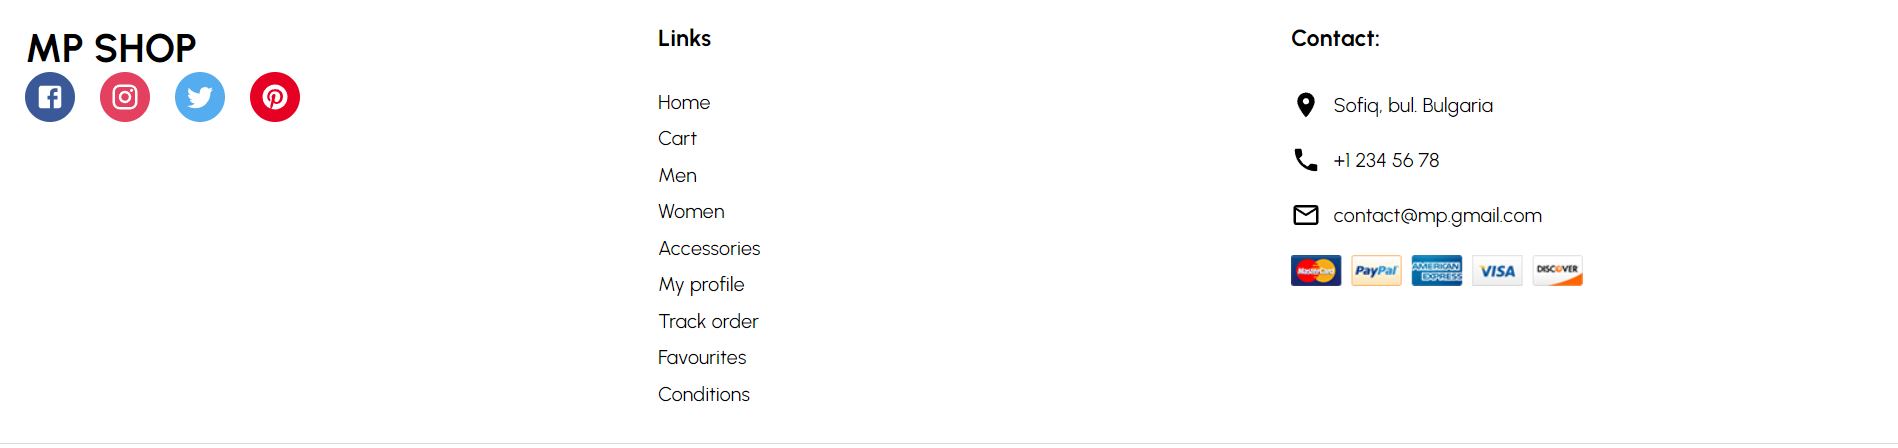 MP SHOP
Links
Home
Cart
Men
Women
Accessories
My profile
Track order
Favourites
Conditions
Contact:
Sofiq, bul. Bulgaria
+1 234 56 78
contact@mp.gmail.com
MasterCard PayPal AMERICAN EXPRESS VISA DISCOVER